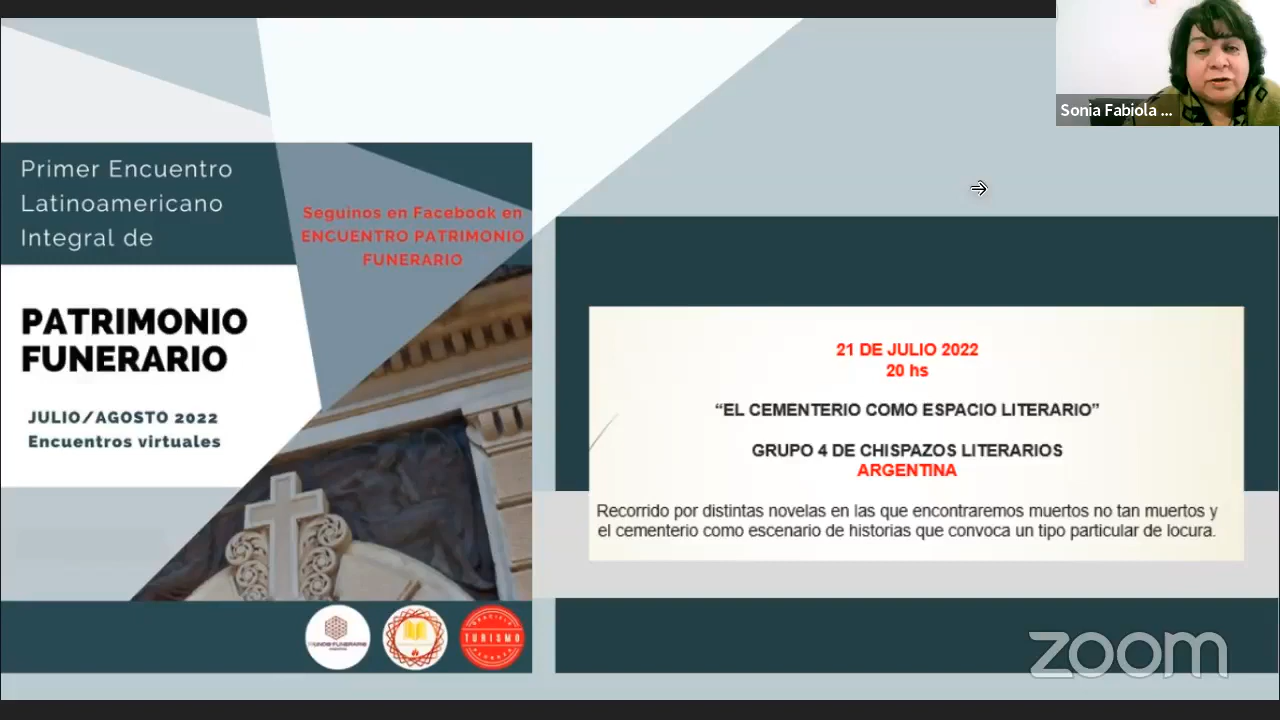 Sonia Fabiola ...
Primer Encuentro
Latinoamericano
Integral de
PATRIMONIO
FUNERARIO
JULIO/AGOSTO 2022
Encuentros virtuales
Seguinos en Facebook en
ENCUENTRO PATRIMONIO
FUNERARIO
21 DE JULIO 2022
20 hs
“EL CEMENTERIO COMO ESPACIO LITERARIO”
GRUPO 4 DE CHISPAZOS LITERARIOS
ARGENTINA
Recorrido por distintas novelas en las que encontraremos muertos no tan muertos y
el cementerio como escenario de historias que convoca un tipo particular de locura.
TURISMO
zoom